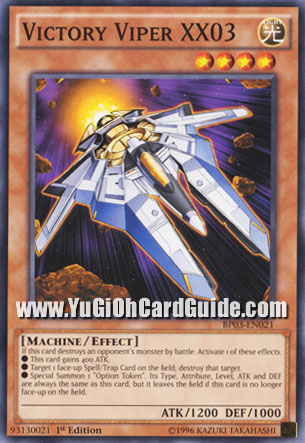 VICTORY VIPER XX03
LIGHT
光
www.YuGiOhCardGuide.com
BP03-EN021
[MACHINE / EFFECT]
If this card destroys an opponent's monster by battle: Activate 1 of these effects.
● This card gains 400 ATK.
● Target 1 face-up Spell/Trap Card on the field; destroy that target.
● Special Summon 1 "Option Token". Its Type, Attribute, Level, ATK and DEF
are always the same as this card, but it leaves the field if this card is no longer
face-up on the field.
ATK/1200 DEF/1000
93130021 1st Edition ©1996 KAZUKI TAKAHASHI